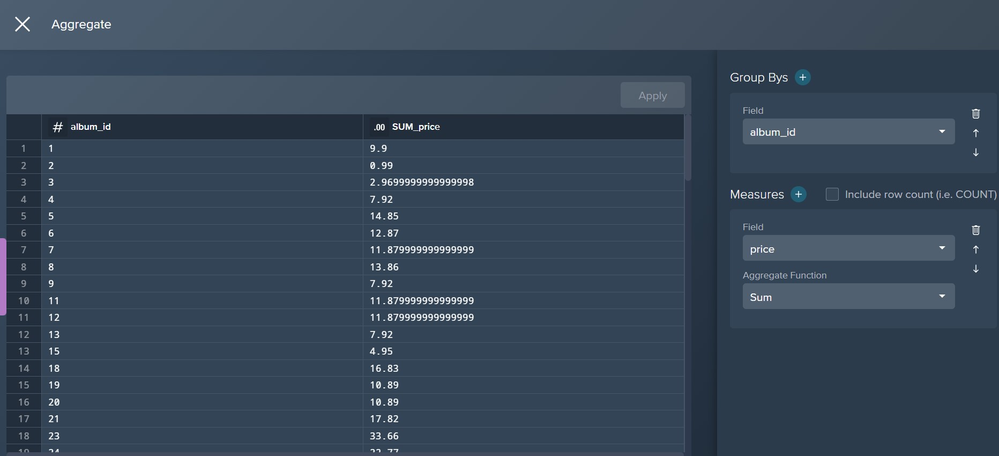 Aggregate
Apply
# album_id .00 SUM_price
1 1 9.9
2 2 0.99
3 3 2.9699999999999998
4 4 7.92
5 5 14.85
6 6 12.87
7 7 11.879999999999999
8 8 13.86
9 9 7.92
10 11 11.879999999999999
11 12 11.879999999999999
12 13 7.92
13 15 4.95
14 18 16.83
15 19 10.89
16 20 10.89
17 21 17.82
18 23 33.66
19 24
Group Bys +
Field
album_id
Measures + Include row count (i.e. COUNT)
Field
price
Aggregate Function
Sum